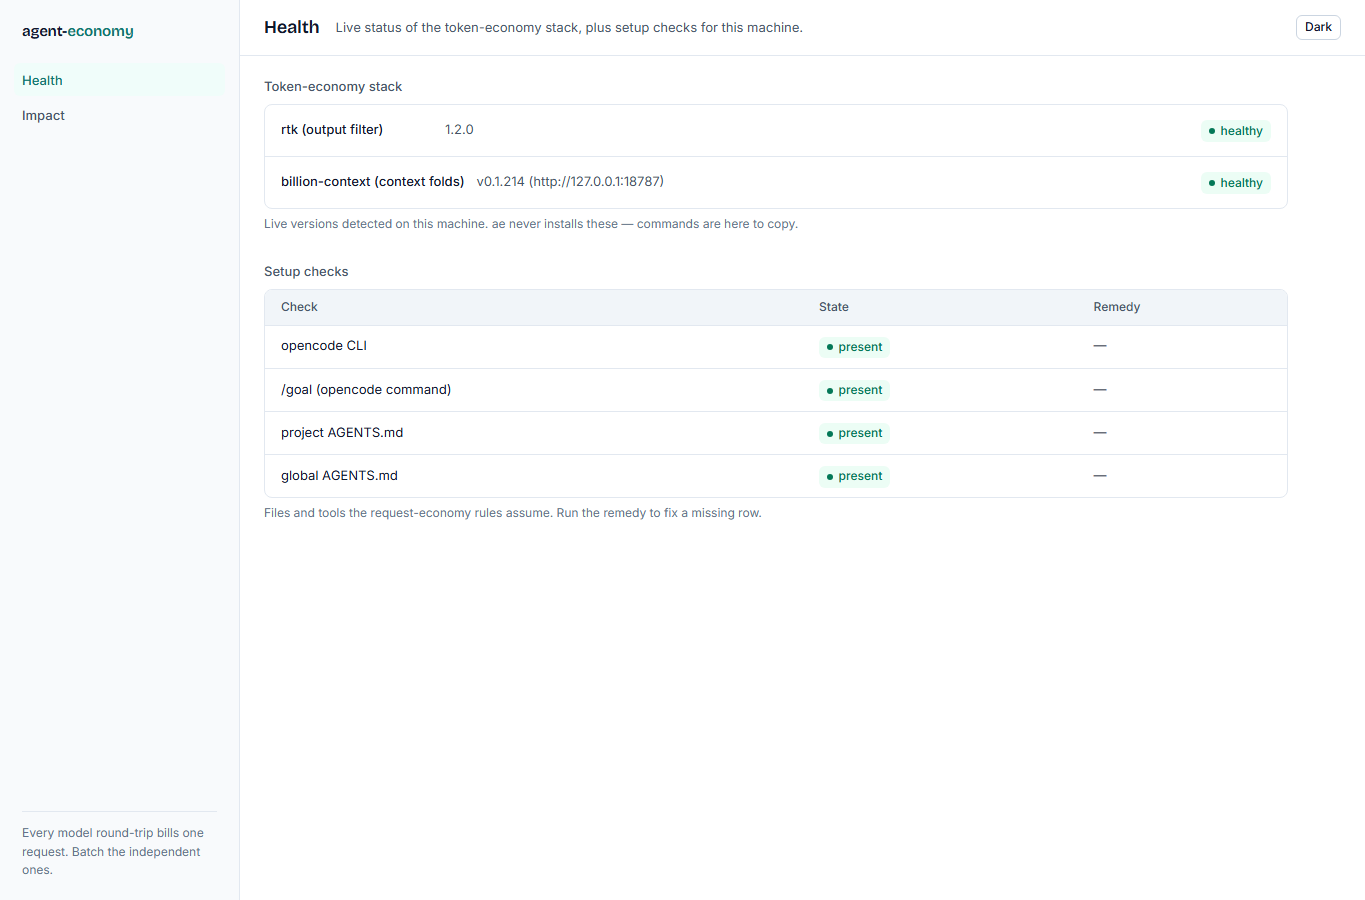 agent-economy
Health
Impact
Every model round-trip bills one
request. Batch the independent
ones.
Health Live status of the token-economy stack, plus setup checks for this machine. Dark
Token-economy stack
rtk (output filter) 1.2.0 healthy
billion-context (context folds) v0.1.214 (http://127.0.0.1:18787) healthy
Live versions detected on this machine. ae never installs these — commands are here to copy.
Setup checks
Check State Remedy
opencode CLI present —
/goal (opencode command) present —
project AGENTS.md present —
global AGENTS.md present —
Files and tools the request-economy rules assume. Run the remedy to fix a missing row.